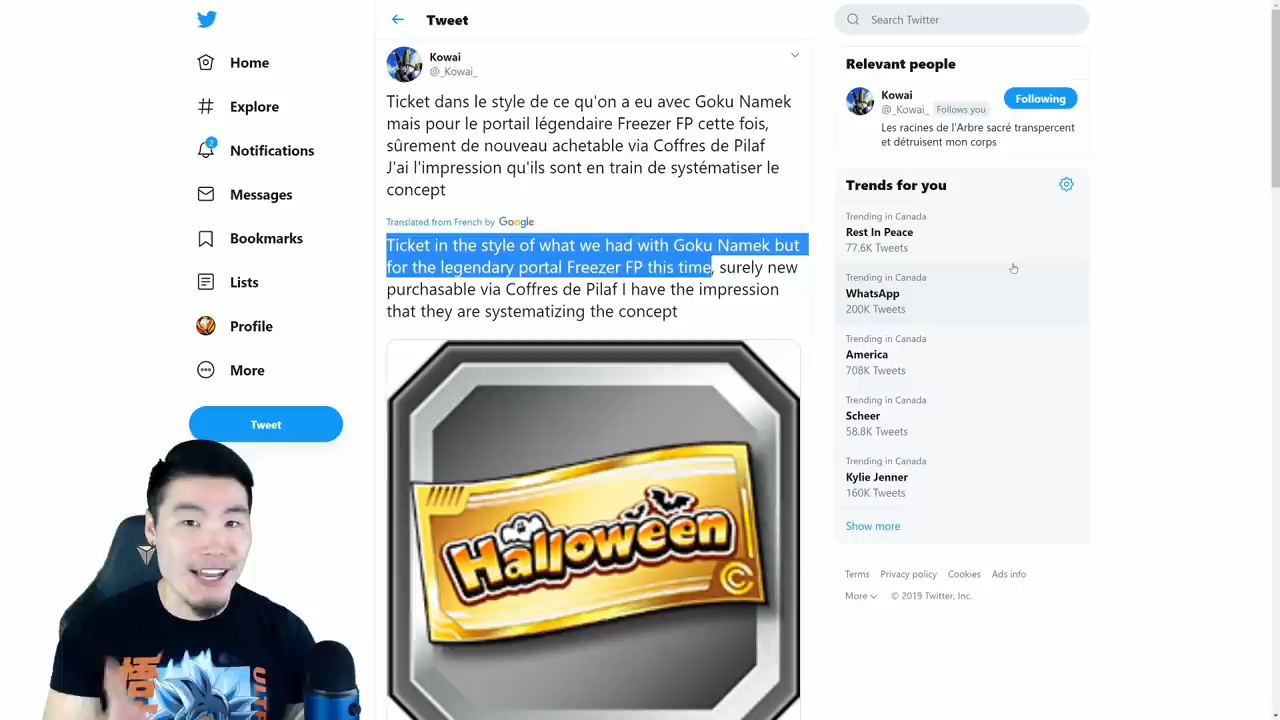 Home
Explore
2
Notifications
Messages
Bookmarks
Lists
Profile
More
Tweet
Tweet
Kowai
@_Kowai_
Ticket dans le style de ce qu'on a eu avec Goku Namek
mais pour le portail légendaire Freezer FP cette fois,
sûrement de nouveau achetable via Coffres de Pilaf
J'ai l'impression qu'ils sont en train de systématiser le
concept
Translated from French by Google
Ticket in the style of what we had with Goku Namek but
for the legendary portal Freezer FP this time, surely new
purchasable via Coffres de Pilaf I have the impression
that they are systematizing the concept
Halloween
悟
Search Twitter
Relevant people
Kowai
@_Kowai_ Follows you
Following
Les racines de l'Arbre sacré transpercent
et détruisent mon corps
Trends for you
Trending in Canada
Rest In Peace
77.6K Tweets
Trending in Canada
WhatsApp
200K Tweets
Trending in Canada
America
708K Tweets
Trending in Canada
Scheer
58.8K Tweets
Trending in Canada
Kylie Jenner
160K Tweets
Show more
Terms Privacy policy Cookies Ads info
More © 2019 Twitter, Inc.